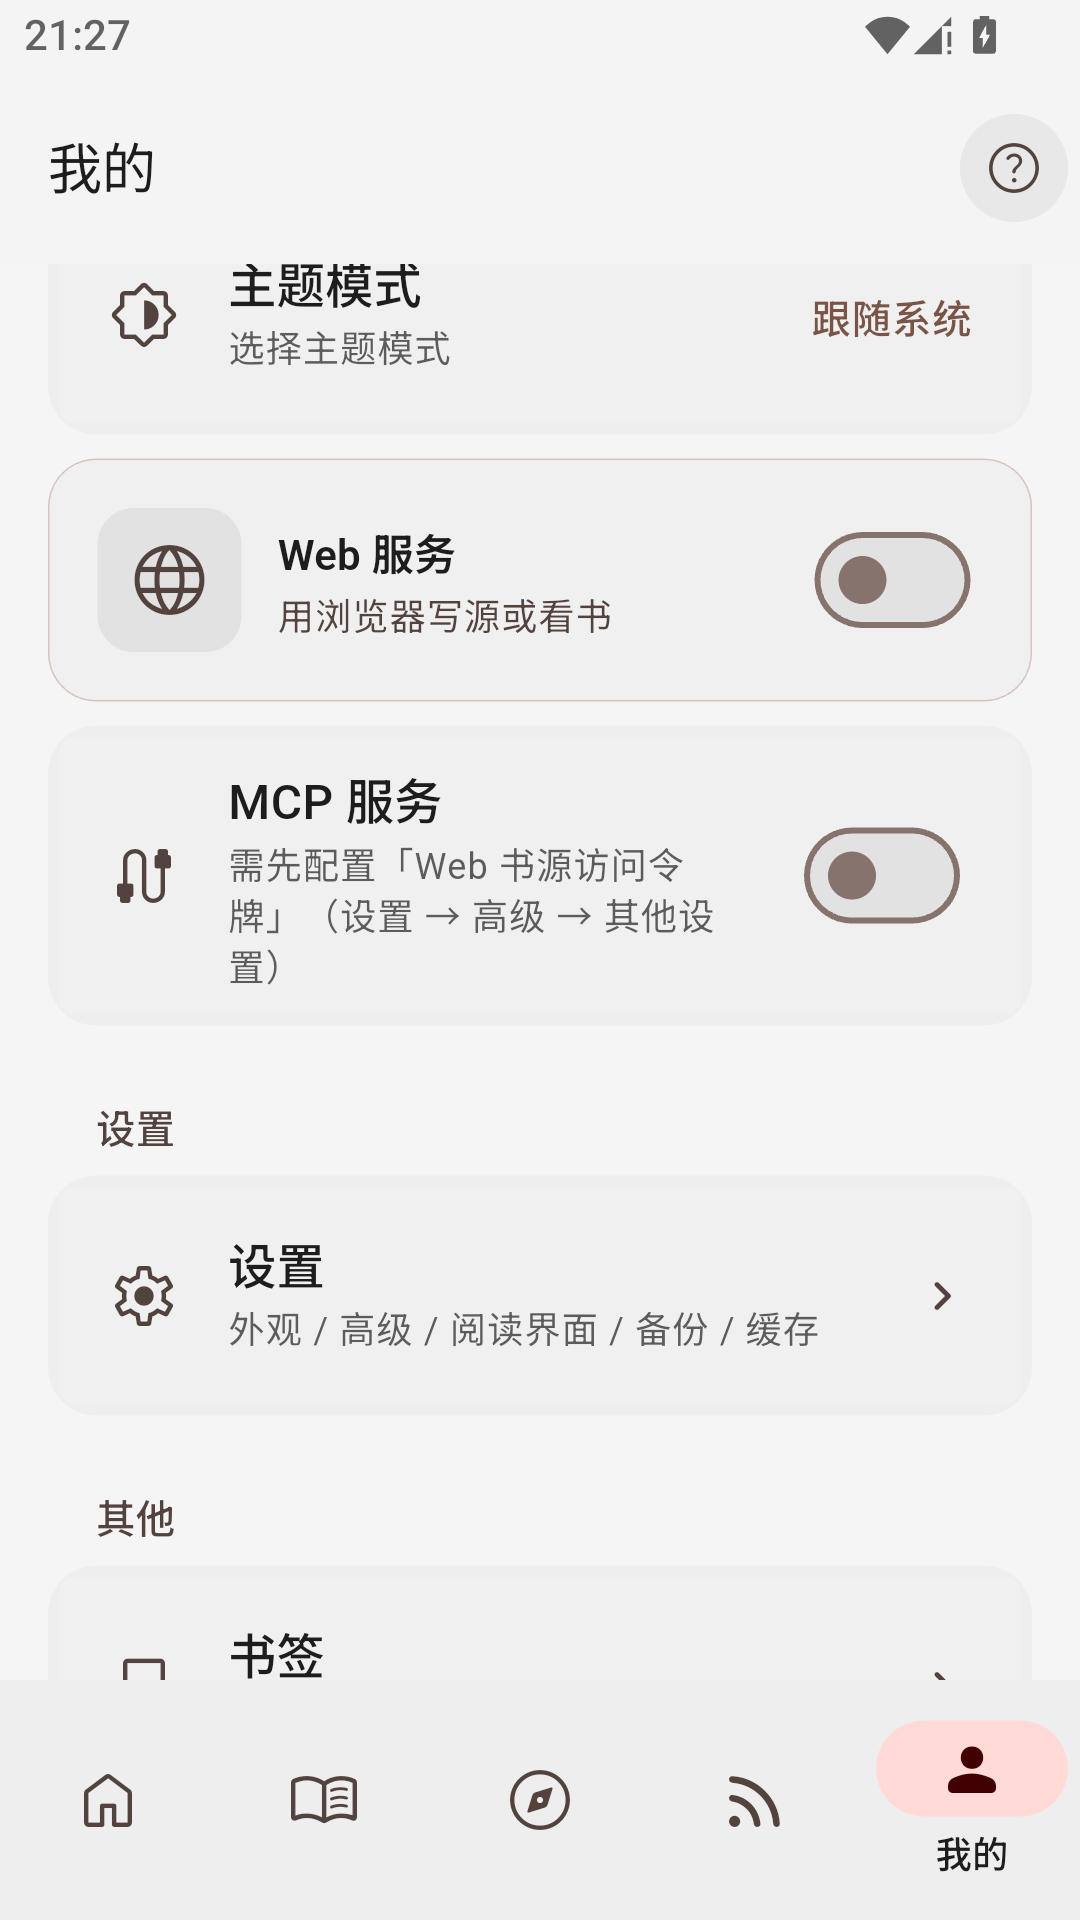 21:27
我的
主题模式
选择主题模式
跟随系统
Web 服务
用浏览器写源或看书
MCP 服务
需先配置「Web 书源访问令
牌」（设置 → 高级 → 其他设
置）
设置
设置
外观 / 高级 / 阅读界面 / 备份 / 缓存
其他
书签
我的